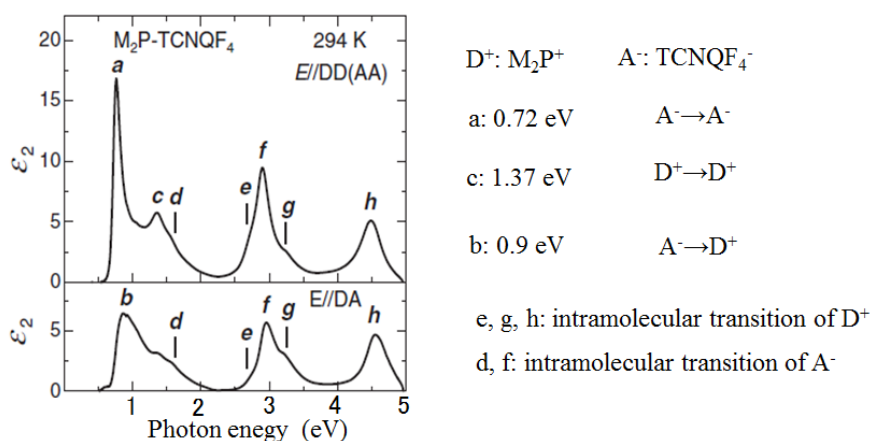 20
15
10
5
0
ε₂
M₂P-TCNQF₄ 294 K
E//DD(AA)
a
c d
e
f
g
h
5
0
ε₂
E//DA
b
d
e
f
g
h
1 2 3 4 5
Photon enegy (eV)
D⁺: M₂P⁺ A⁻: TCNQF₄⁻
a: 0.72 eV A⁻→A⁻
c: 1.37 eV D⁺→D⁺
b: 0.9 eV A⁻→D⁺
e, g, h: intramolecular transition of D⁺
d, f: intramolecular transition of A⁻